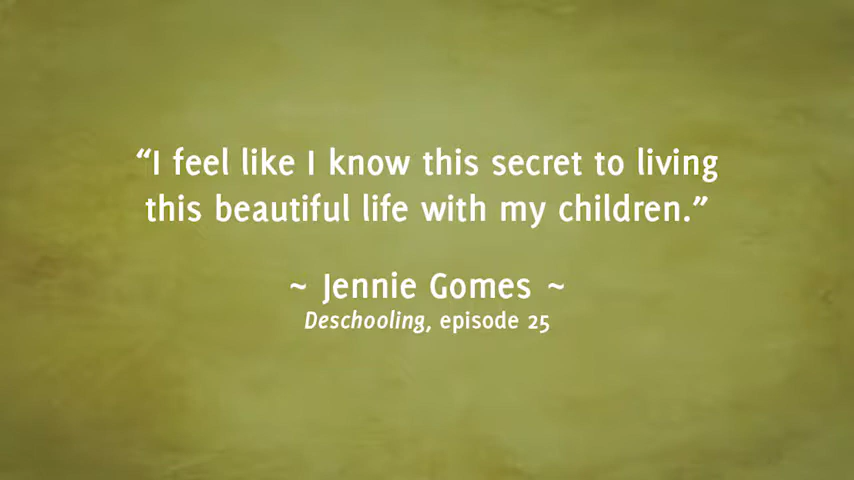 “I feel like I know this secret to living
this beautiful life with my children.”
~ Jennie Gomes ~
Deschooling, episode 25